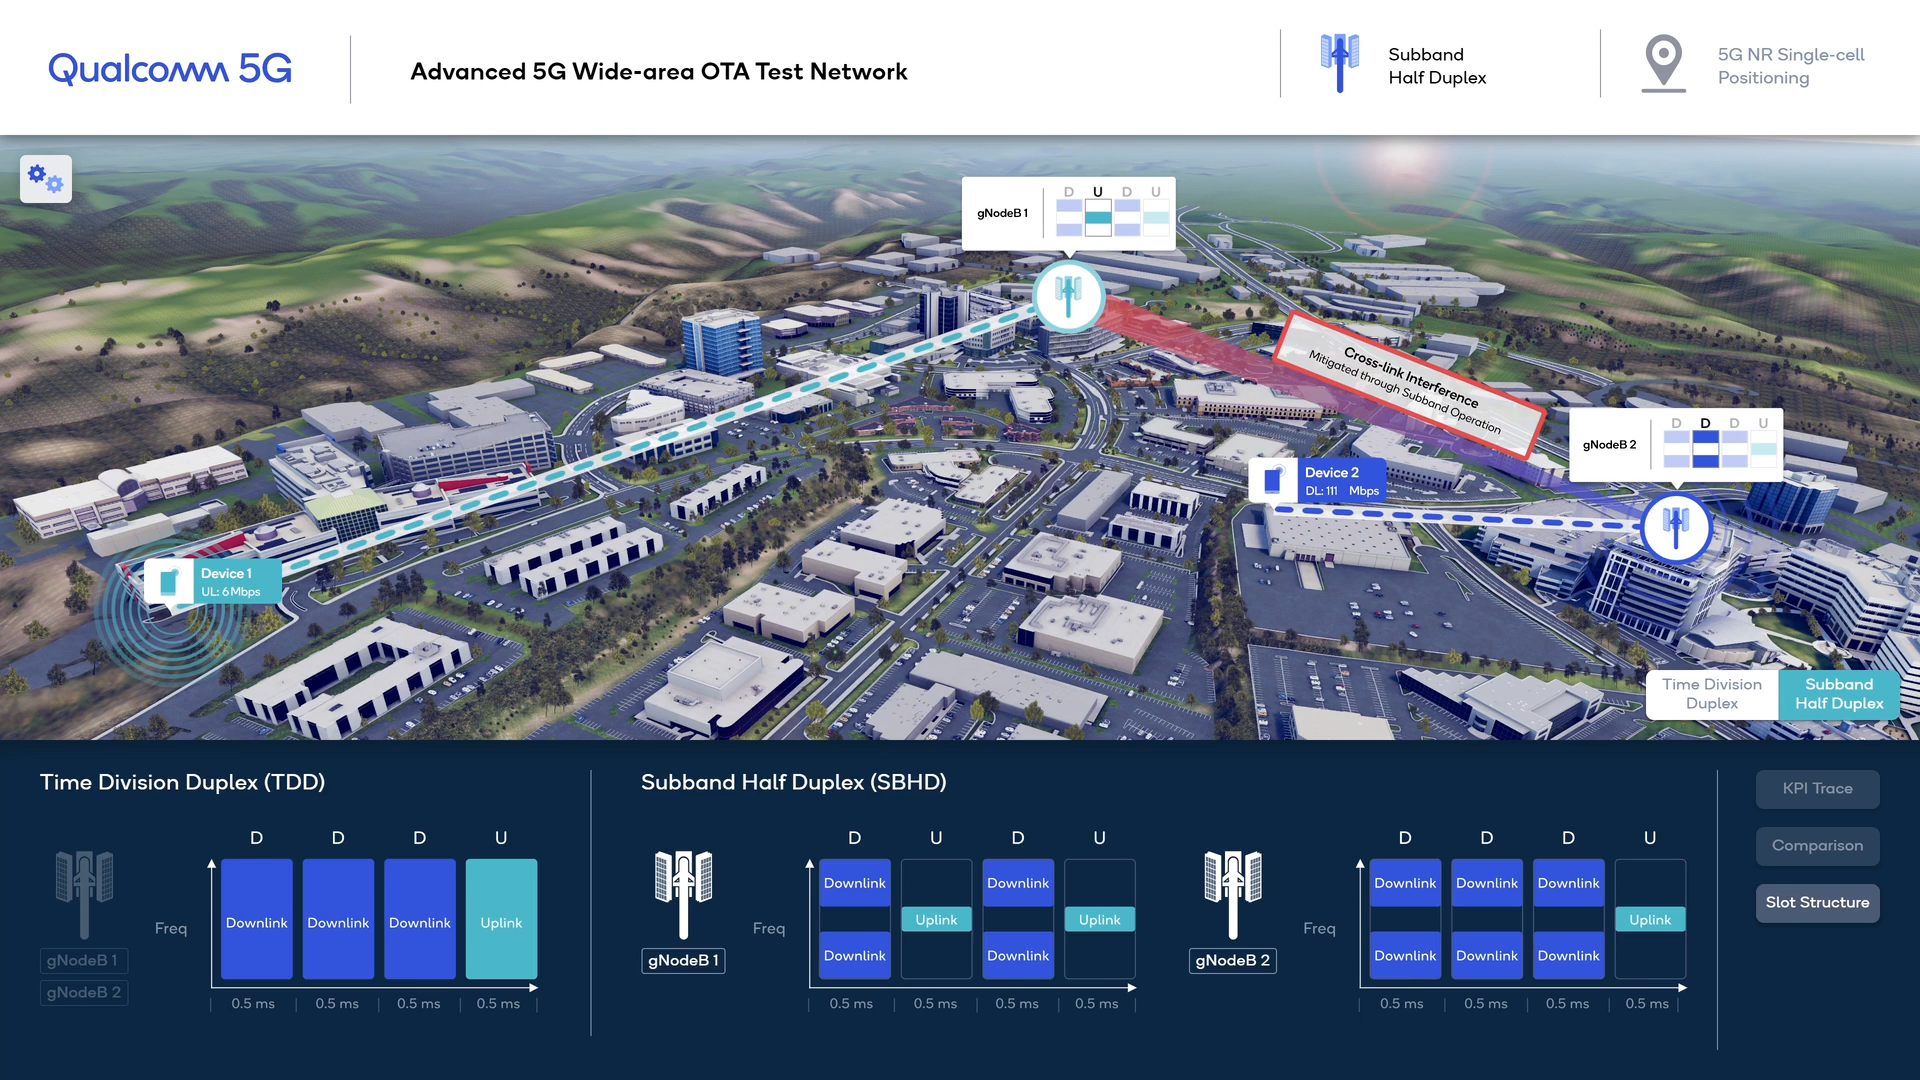 Qualcomm 5G
Advanced 5G Wide-area OTA Test Network
Subband
Half Duplex
5G NR Single-cell
Positioning
gNodeB 1
D U D U
Cross-link Interference
Mitigated through Subband Operation
gNodeB 2
D D D U
Device 2
DL: 111 Mbps
Device 1
UL: 6 Mbps
Time Division
Duplex
Subband
Half Duplex
Time Division Duplex (TDD)
D D D U
Downlink Downlink Downlink Uplink
Freq
gNodeB 1
gNodeB 2
0.5 ms 0.5 ms 0.5 ms 0.5 ms
Subband Half Duplex (SBHD)
D U D U
Downlink Downlink
Uplink Uplink
Freq
Downlink Downlink
gNodeB 1
0.5 ms 0.5 ms 0.5 ms 0.5 ms
D D D U
Downlink Downlink Downlink
Uplink
Freq
Downlink Downlink Downlink
gNodeB 2
0.5 ms 0.5 ms 0.5 ms 0.5 ms
KPI Trace
Comparison
Slot Structure